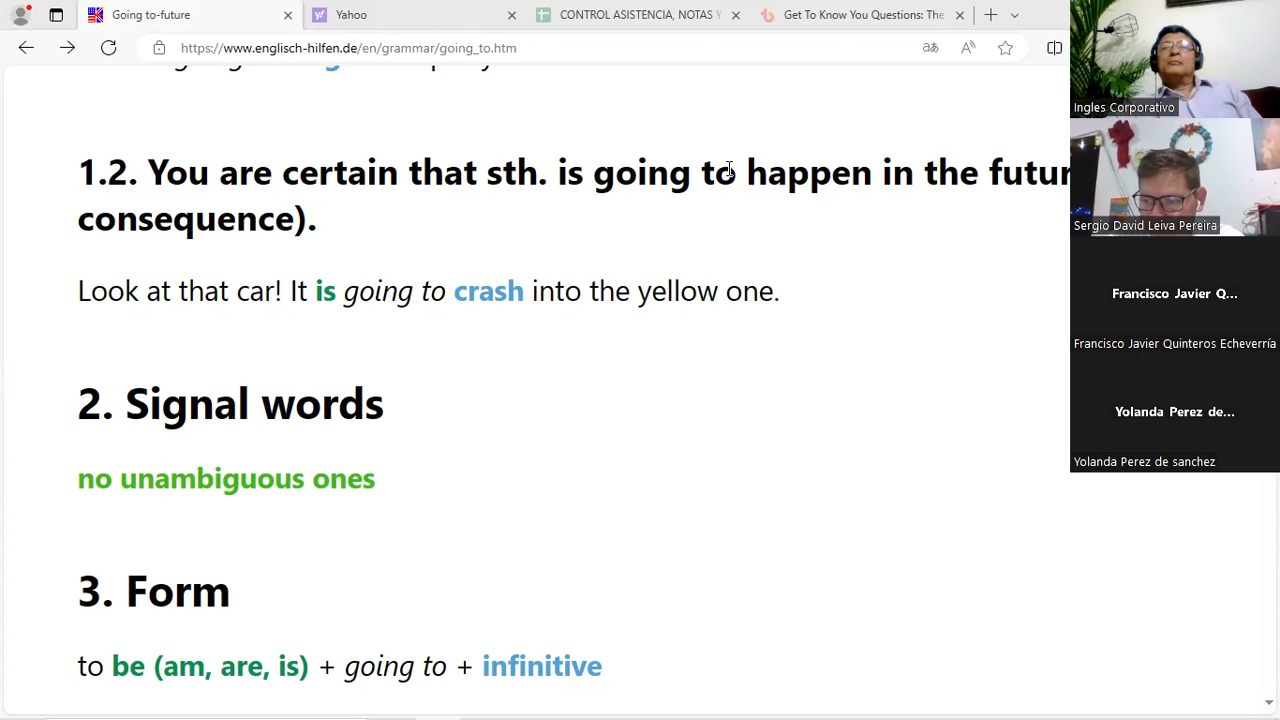 Going to-future
Yahoo
CONTROL ASISTENCIA, NOTAS Y
Get To Know You Questions: The
https://www.englisch-hilfen.de/en/grammar/going_to.htm
1.2. You are certain that sth. is going to happen in the futur
consequence).
Look at that car! It is going to crash into the yellow one.
2. Signal words
no unambiguous ones
3. Form
to be (am, are, is) + going to + infinitive
Ingles Corporativo
Sergio David Leiva Pereira
Francisco Javier Q...
Francisco Javier Quinteros Echeverría
Yolanda Perez de...
Yolanda Perez de sanchez